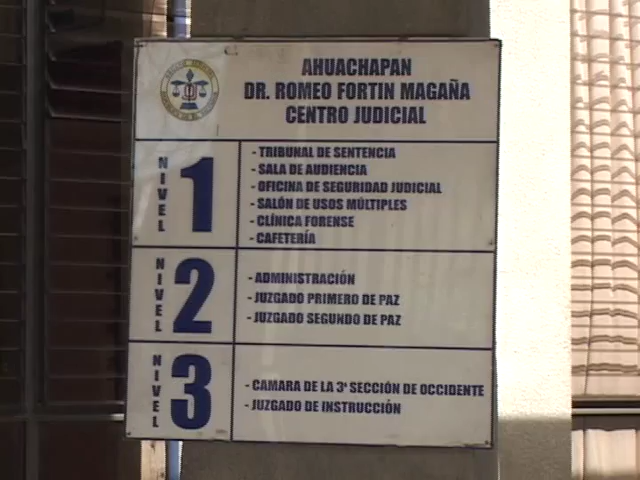 AHUACHAPAN
DR. ROMEO FORTIN MAGAÑA
CENTRO JUDICIAL
NIVEL 1
- TRIBUNAL DE SENTENCIA
- SALA DE AUDIENCIA
- OFICINA DE SEGURIDAD JUDICIAL
- SALÓN DE USOS MÚLTIPLES
- CLÍNICA FORENSE
- CAFETERÍA
NIVEL 2
- ADMINISTRACIÓN
- JUZGADO PRIMERO DE PAZ
- JUZGADO SEGUNDO DE PAZ
NIVEL 3
- CAMARA DE LA 3ª SECCIÓN DE OCCIDENTE
- JUZGADO DE INSTRUCCIÓN